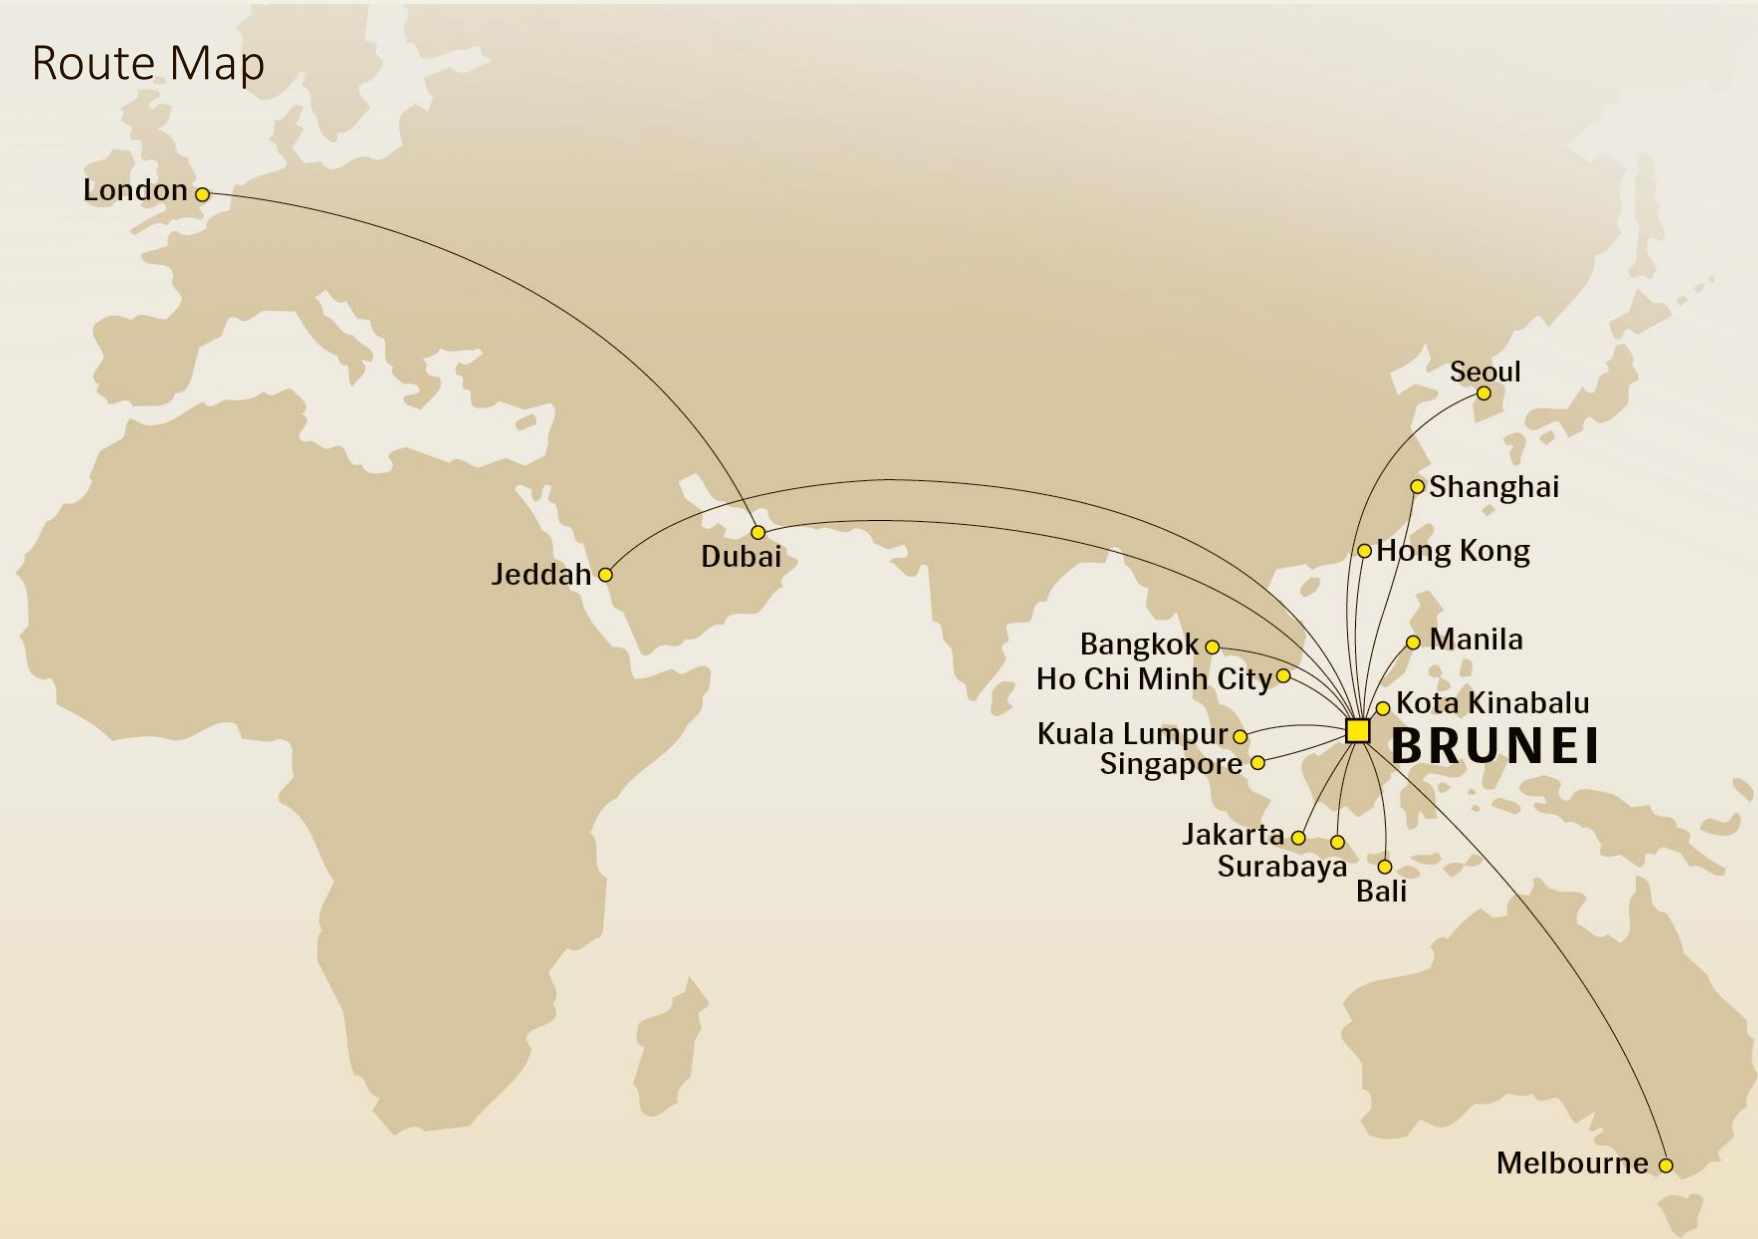 Route Map
London
Seoul
Shanghai
Hong Kong
Dubai
Jeddah
Manila
Bangkok
Ho Chi Minh City
Kota Kinabalu
Kuala Lumpur
BRUNEI
Singapore
Jakarta
Surabaya
Bali
Melbourne